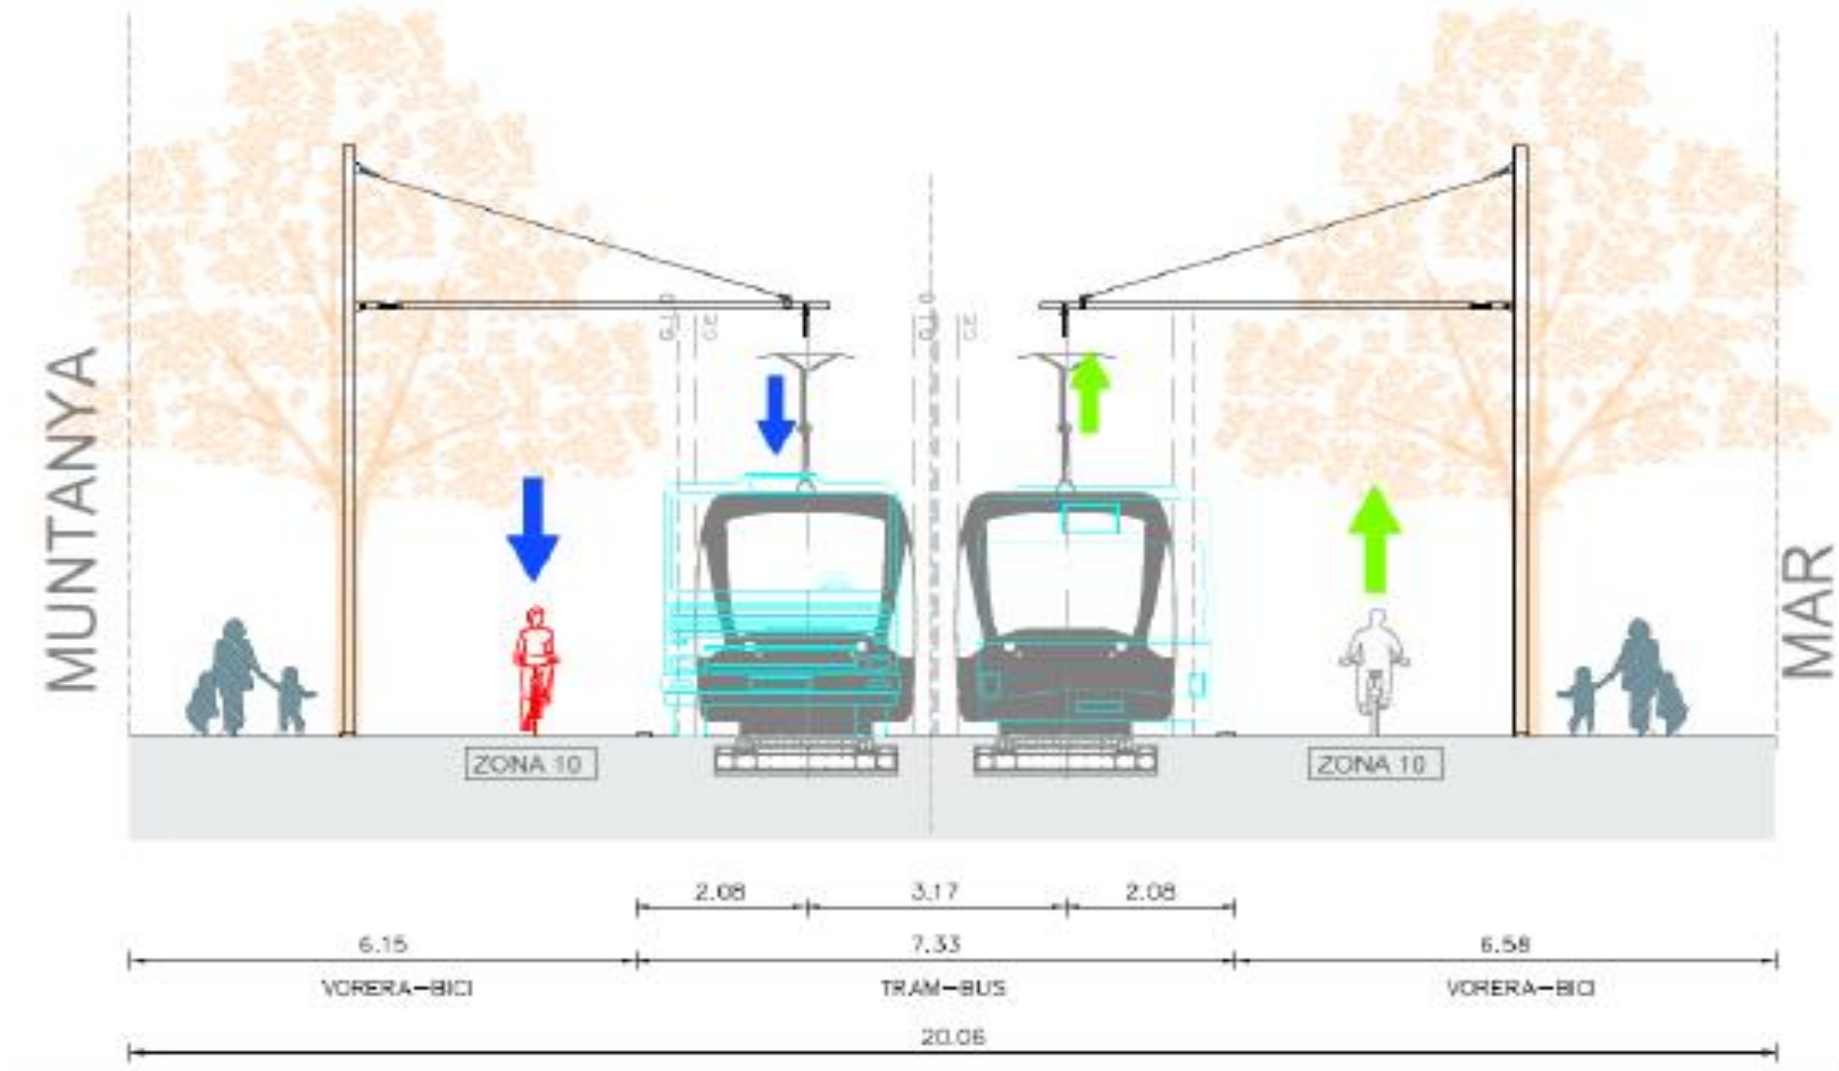 MUNTANYA
MAR
ZONA 10
ZONA 10
2.08
3.17
2.08
6.15
7.33
6.58
VORERA-BICI
TRAM-BUS
VORERA-BICI
20.06